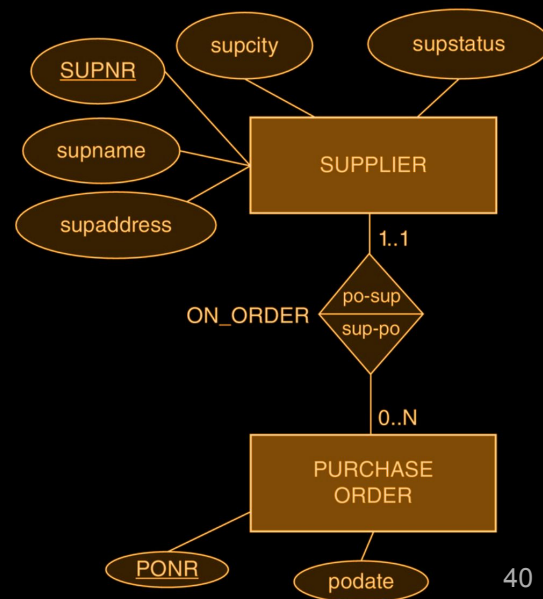 supcity
supstatus
SUPNR
supname
supaddress
SUPPLIER
1..1
po-sup
ON_ORDER
sup-po
0..N
PURCHASE
ORDER
PONR
podate
40